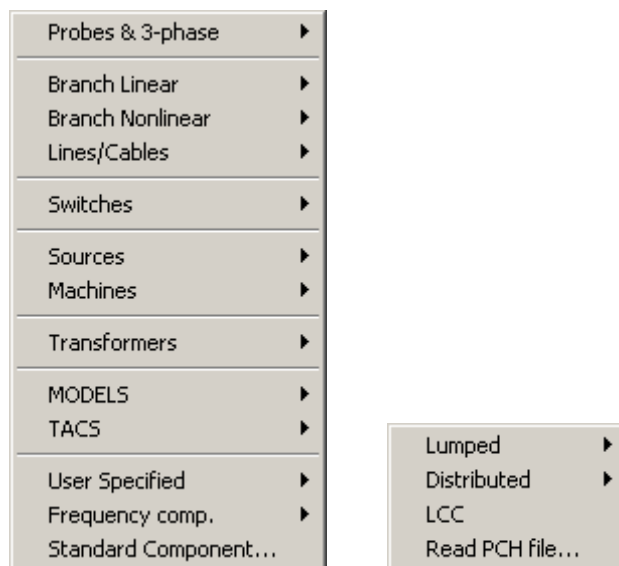 Probes & 3-phase
Branch Linear
Branch Nonlinear
Lines/Cables
Switches
Sources
Machines
Transformers
MODELS
TACS
User Specified
Frequency comp.
Standard Component...
Lumped
Distributed
LCC
Read PCH file...